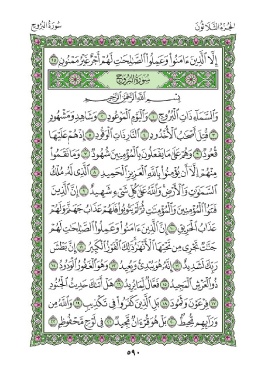 الجزء الثلاثون سورة البروج
إِلَّا ٱلَّذِينَ ءَامَنُوا۟ وَعَمِلُوا۟ ٱلصَّٰلِحَٰتِ لَهُمْ أَجْرٌ غَيْرُ مَمْنُونٍۭ ٢٥
سورة البروج
بِسْمِ ٱللَّهِ ٱلرَّحْمَٰنِ ٱلرَّحِيمِ
وَٱلسَّمَآءِ ذَاتِ ٱلْبُرُوجِ ١ وَٱلْيَوْمِ ٱلْمَوْعُودِ ٢ وَشَاهِدٍ وَمَشْهُودٍ
٣ قُتِلَ أَصْحَٰبُ ٱلْأُخْدُودِ ٤ ٱلنَّارِ ذَاتِ ٱلْوَقُودِ ٥ إِذْ هُمْ عَلَيْهَا
قُعُودٌ ٦ وَهُمْ عَلَىٰ مَا يَفْعَلُونَ بِٱلْمُؤْمِنِينَ شُهُودٌ ٧ وَمَا نَقَمُوا۟
مِنْهُمْ إِلَّآ أَن يُؤْمِنُوا۟ بِٱللَّهِ ٱلْعَزِيزِ ٱلْحَمِيدِ ٨ ٱلَّذِى لَهُۥ مُلْكُ
ٱلسَّمَٰوَٰتِ وَٱلْأَرْضِ وَٱللَّهُ عَلَىٰ كُلِّ شَىْءٍ شَهِيدٌ ٩ إِنَّ ٱلَّذِينَ
فَتَنُوا۟ ٱلْمُؤْمِنِينَ وَٱلْمُؤْمِنَٰتِ ثُمَّ لَمْ يَتُوبُوا۟ فَلَهُمْ عَذَابُ جَهَنَّمَ وَلَهُمْ
عَذَابُ ٱلْحَرِيقِ ١٠ إِنَّ ٱلَّذِينَ ءَامَنُوا۟ وَعَمِلُوا۟ ٱلصَّٰلِحَٰتِ لَهُمْ
جَنَّٰتٌ تَجْرِى مِن تَحْتِهَا ٱلْأَنْهَٰرُ ذَٰلِكَ ٱلْفَوْزُ ٱلْكَبِيرُ ١١ إِنَّ بَطْشَ
رَبِّكَ لَشَدِيدٌ ١٢ إِنَّهُۥ هُوَ يُبْدِئُ وَيُعِيدُ ١٣ وَهُوَ ٱلْغَفُورُ ٱلْوَدُودُ ١٤
ذُو ٱلْعَرْشِ ٱلْمَجِيدُ ١٥ فَعَّالٌ لِّمَا يُرِيدُ ١٦ هَلْ أَتَىٰكَ حَدِيثُ ٱلْجُنُودِ
١٧ فِرْعَوْنَ وَثَمُودَ ١٨ بَلِ ٱلَّذِينَ كَفَرُوا۟ فِى تَكْذِيبٍ ١٩ وَٱللَّهُ مِن
وَرَآئِهِم مُّحِيطٌۢ ٢٠ بَلْ هُوَ قُرْءَانٌ مَّجِيدٌ ٢١ فِى لَوْحٍ مَّحْفُوظٍۭ ٢٢
٥٩٠